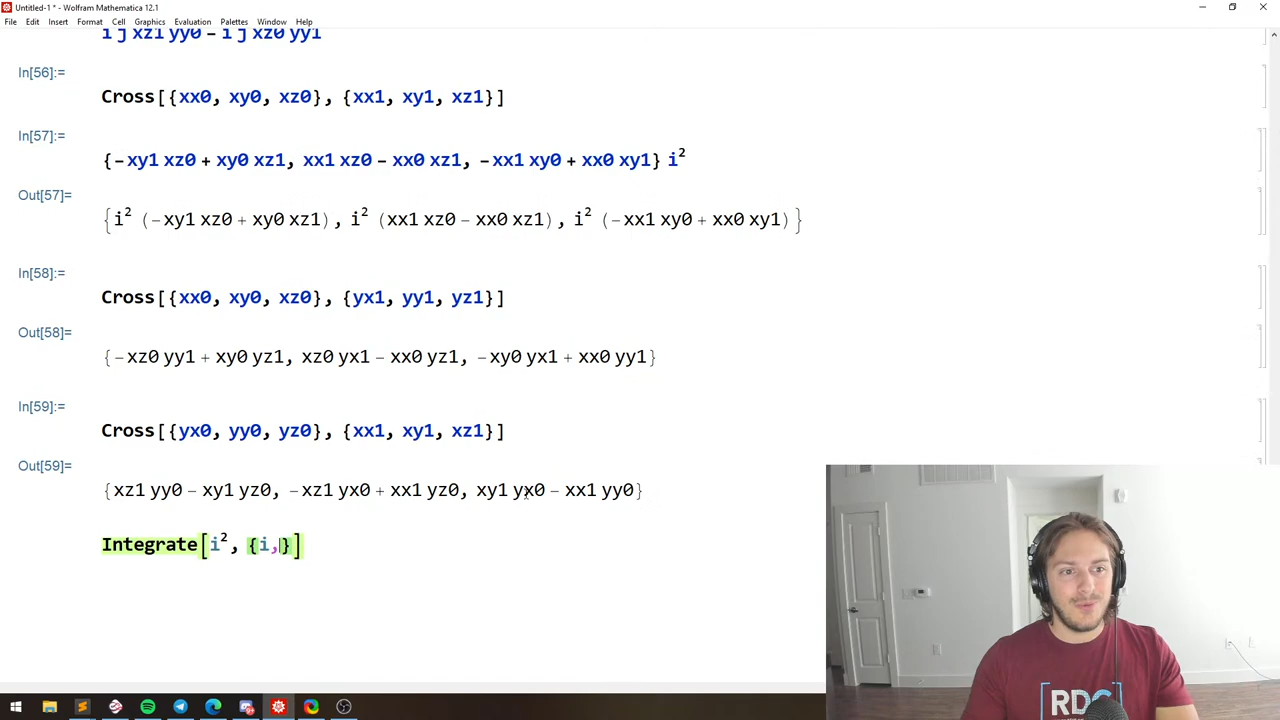 Untitled-1 * - Wolfram Mathematica 12.1
File Edit Insert Format Cell Graphics Evaluation Palettes Window Help
i j xz1 yy0 - i j xz0 yy1
In[56]:=
Cross[{xx0, xy0, xz0}, {xx1, xy1, xz1}]
In[57]:=
{-xy1 xz0 + xy0 xz1, xx1 xz0 - xx0 xz1, -xx1 xy0 + xx0 xy1} i²
Out[57]=
{i² (-xy1 xz0 + xy0 xz1), i² (xx1 xz0 - xx0 xz1), i² (-xx1 xy0 + xx0 xy1)}
In[58]:=
Cross[{xx0, xy0, xz0}, {yx1, yy1, yz1}]
Out[58]=
{-xz0 yy1 + xy0 yz1, xz0 yx1 - xx0 yz1, -xy0 yx1 + xx0 yy1}
In[59]:=
Cross[{yx0, yy0, yz0}, {xx1, xy1, xz1}]
Out[59]=
{xz1 yy0 - xy1 yz0, -xz1 yx0 + xx1 yz0, xy1 yx0 - xx1 yy0}
Integrate[i², {i,}]
RDC